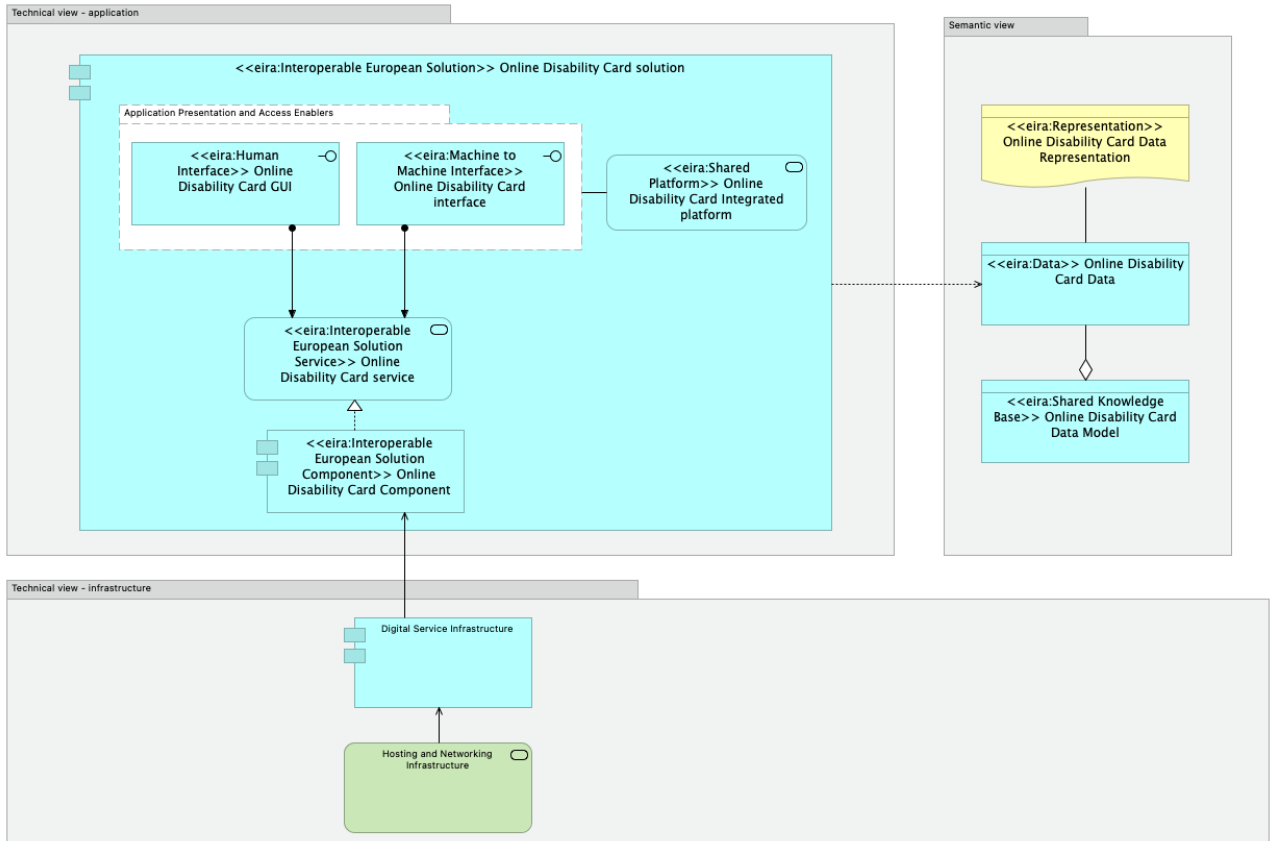 Technical view - application
<<eira:Interoperable European Solution>> Online Disability Card solution
Application Presentation and Access Enablers
<<eira:Human
Interface>> Online
Disability Card GUI
<<eira:Machine to
Machine Interface>>
Online Disability Card
interface
<<eira:Shared
Platform>> Online
Disability Card Integrated
platform
<<eira:Interoperable
European Solution
Service>> Online
Disability Card service
<<eira:Interoperable
European Solution
Component>> Online
Disability Card Component
Semantic view
<<eira:Representation>>
Online Disability Card Data
Representation
<<eira:Data>> Online Disability
Card Data
<<eira:Shared Knowledge
Base>> Online Disability Card
Data Model
Technical view - infrastructure
Digital Service Infrastructure
Hosting and Networking
Infrastructure